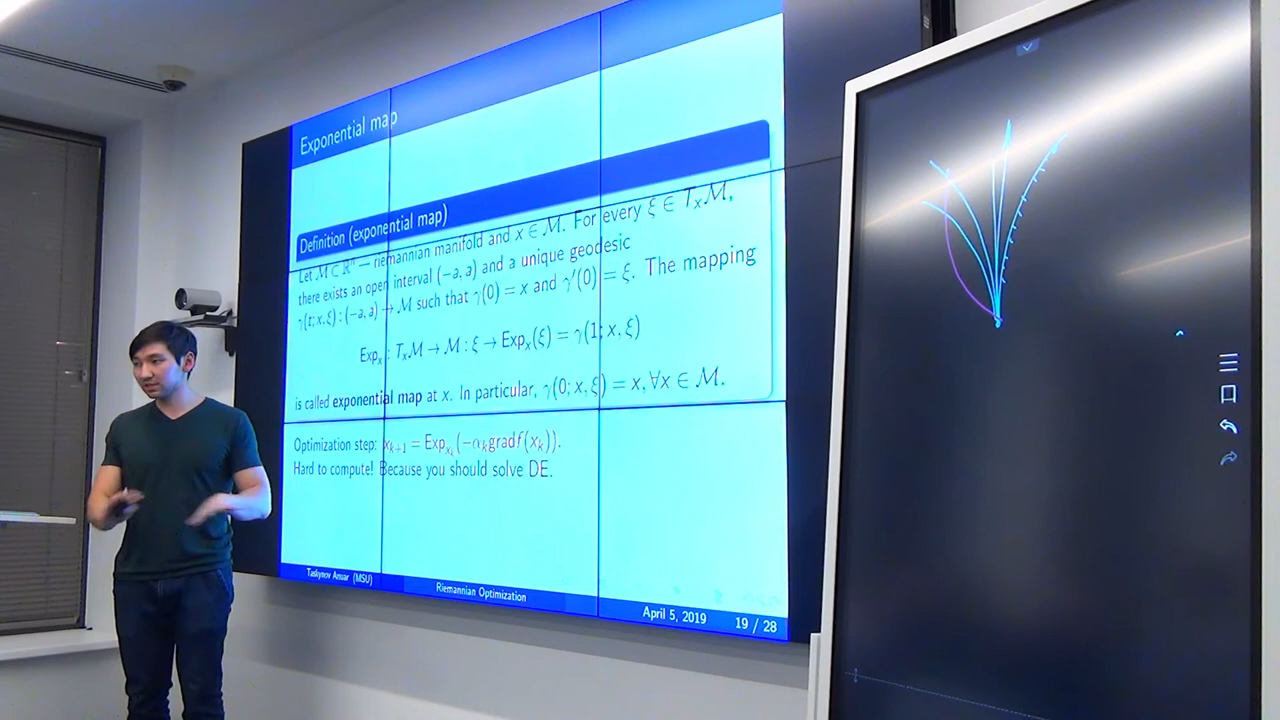 Exponential map
Definition (exponential map)
Let ℳ ⊂ ℝⁿ — riemannian manifold and x ∈ ℳ. For every ξ ∈ Tₓℳ,
there exists an open interval (−a, a) and a unique geodesic
γ(t; x, ξ) : (−a, a) → ℳ such that γ(0) = x and γ′(0) = ξ. The mapping
Expₓ : Tₓℳ → ℳ : ξ → Expₓ(ξ) = γ(1; x, ξ)
is called exponential map at x. In particular, γ(0; x, ξ) = x, ∀x ∈ ℳ.
Optimization step: xₖ₊₁ = Exp_{xₖ}(−αₖgradf(xₖ)).
Hard to compute! Because you should solve DE.
Taskynov Anuar (MSU)
Riemannian Optimization
April 5, 2019
19 / 28